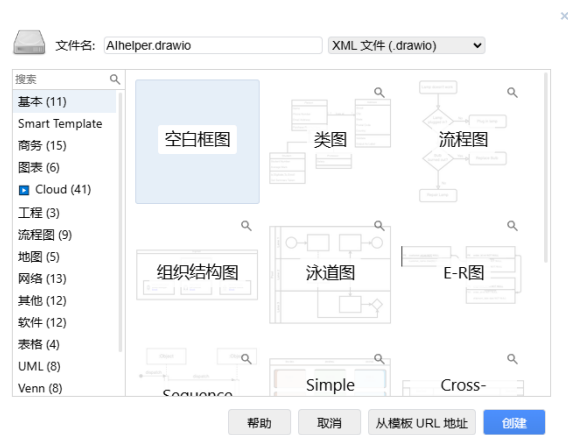 ×
文件名: AIhelper.drawio XML 文件 (.drawio)
搜索
基本 (11)
Smart Template
商务 (15)
图表 (6)
Cloud (41)
工程 (3)
流程图 (9)
地图 (5)
网络 (13)
其他 (12)
软件 (12)
表格 (4)
UML (8)
Venn (8)
空白框图 类图 流程图
组织结构图 泳道图 E-R图
Sequence Simple Cross-
帮助 取消 从模板 URL 地址 创建